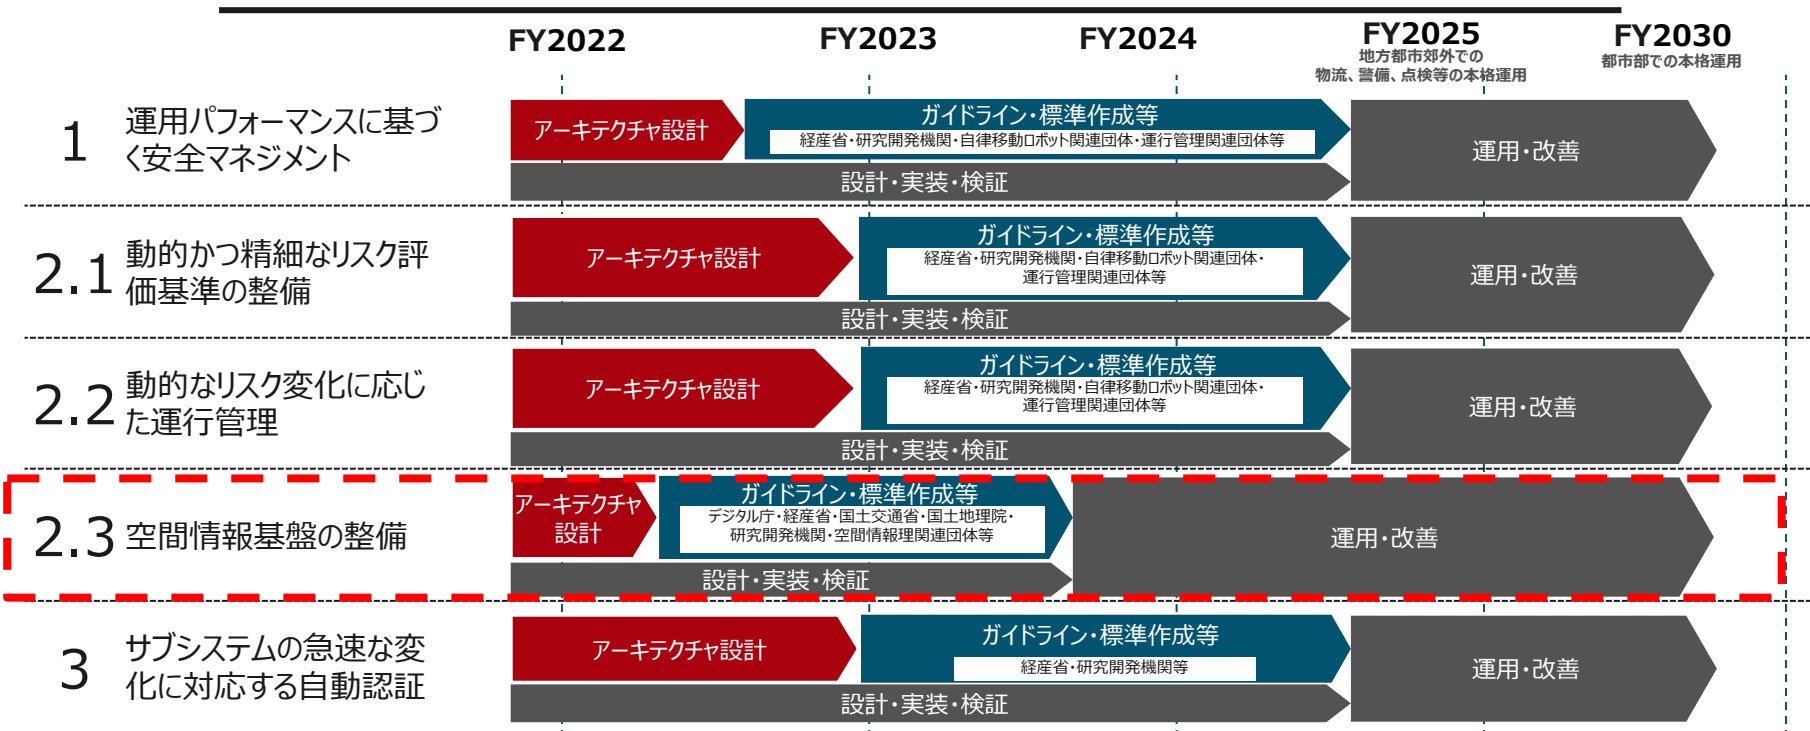 FY2022
FY2023
FY2024
FY2025
地方都市郊外での
物流、警備、点検等の本格運用
FY2030
都市部での本格運用
1
運用パフォーマンスに基づ
く安全マネジメント
アーキテクチャ設計
ガイドライン・標準作成等
経産省・研究開発機関・自律移動ロボット関連団体・運行管理関連団体等
設計・実装・検証
運用・改善
2.1
動的かつ精細なリスク評
価基準の整備
アーキテクチャ設計
ガイドライン・標準作成等
経産省・研究開発機関・自律移動ロボット関連団体・
運行管理関連団体等
設計・実装・検証
運用・改善
2.2
動的なリスク変化に応じ
た運行管理
アーキテクチャ設計
ガイドライン・標準作成等
経産省・研究開発機関・自律移動ロボット関連団体・
運行管理関連団体等
設計・実装・検証
運用・改善
2.3
空間情報基盤の整備
アーキテクチャ
設計
ガイドライン・標準作成等
デジタル庁・経産省・国土交通省・国土地理院・
研究開発機関・空間情報理関連団体等
設計・実装・検証
運用・改善
3
サブシステムの急速な変
化に対応する自動認証
アーキテクチャ設計
ガイドライン・標準作成等
経産省・研究開発機関等
設計・実装・検証
運用・改善